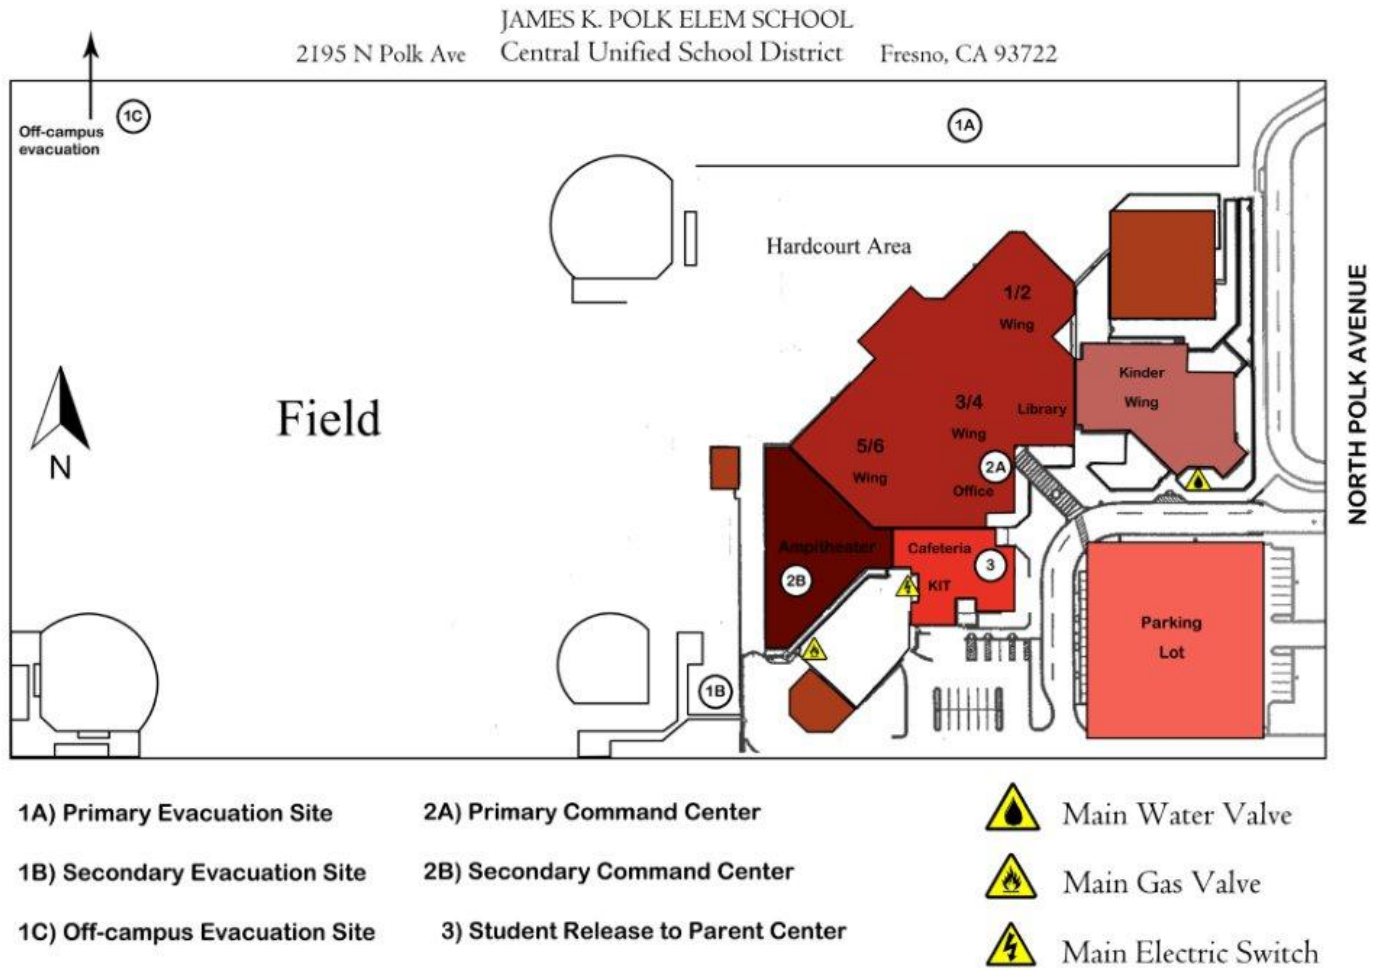 JAMES K. POLK ELEM SCHOOL
2195 N Polk Ave Central Unified School District Fresno, CA 93722
1C
Off-campus
evacuation
1A
Hardcourt Area
1/2
Wing
Kinder
Wing
3/4
Wing
Library
Field
N
5/6
Wing
2A
Office
NORTH POLK AVENUE
Ampitheater
2B
Cafeteria
3
KIT
Parking
Lot
1B
1A) Primary Evacuation Site
1B) Secondary Evacuation Site
1C) Off-campus Evacuation Site
2A) Primary Command Center
2B) Secondary Command Center
3) Student Release to Parent Center
Main Water Valve
Main Gas Valve
Main Electric Switch